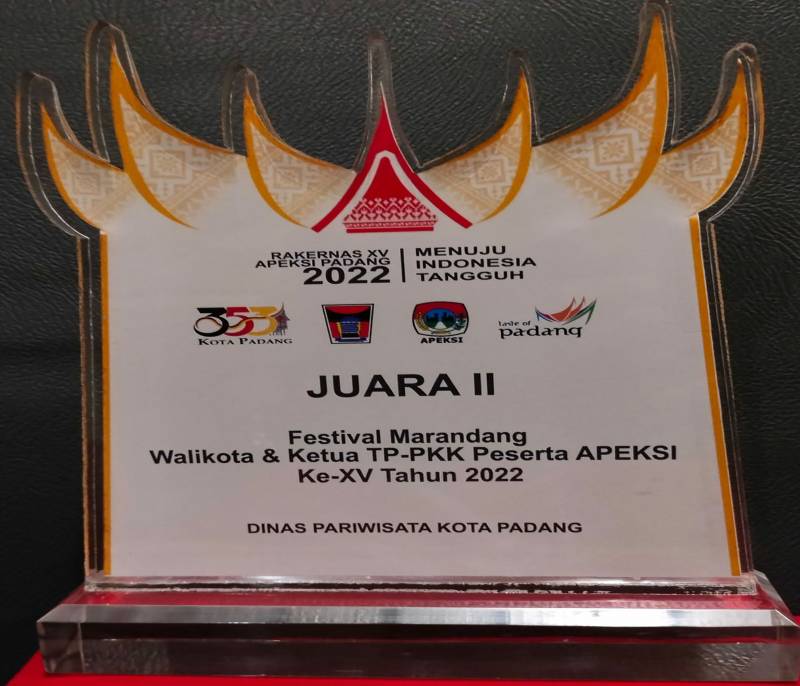 RAKERNAS XV
APEKSI PADANG
2022
MENUJU
INDONESIA
TANGGUH
353
KOTA PADANG
APEKSI
Taste of
padang
JUARA II
Festival Marandang
Walikota & Ketua TP-PKK Peserta APEKSI
Ke-XV Tahun 2022
DINAS PARIWISATA KOTA PADANG